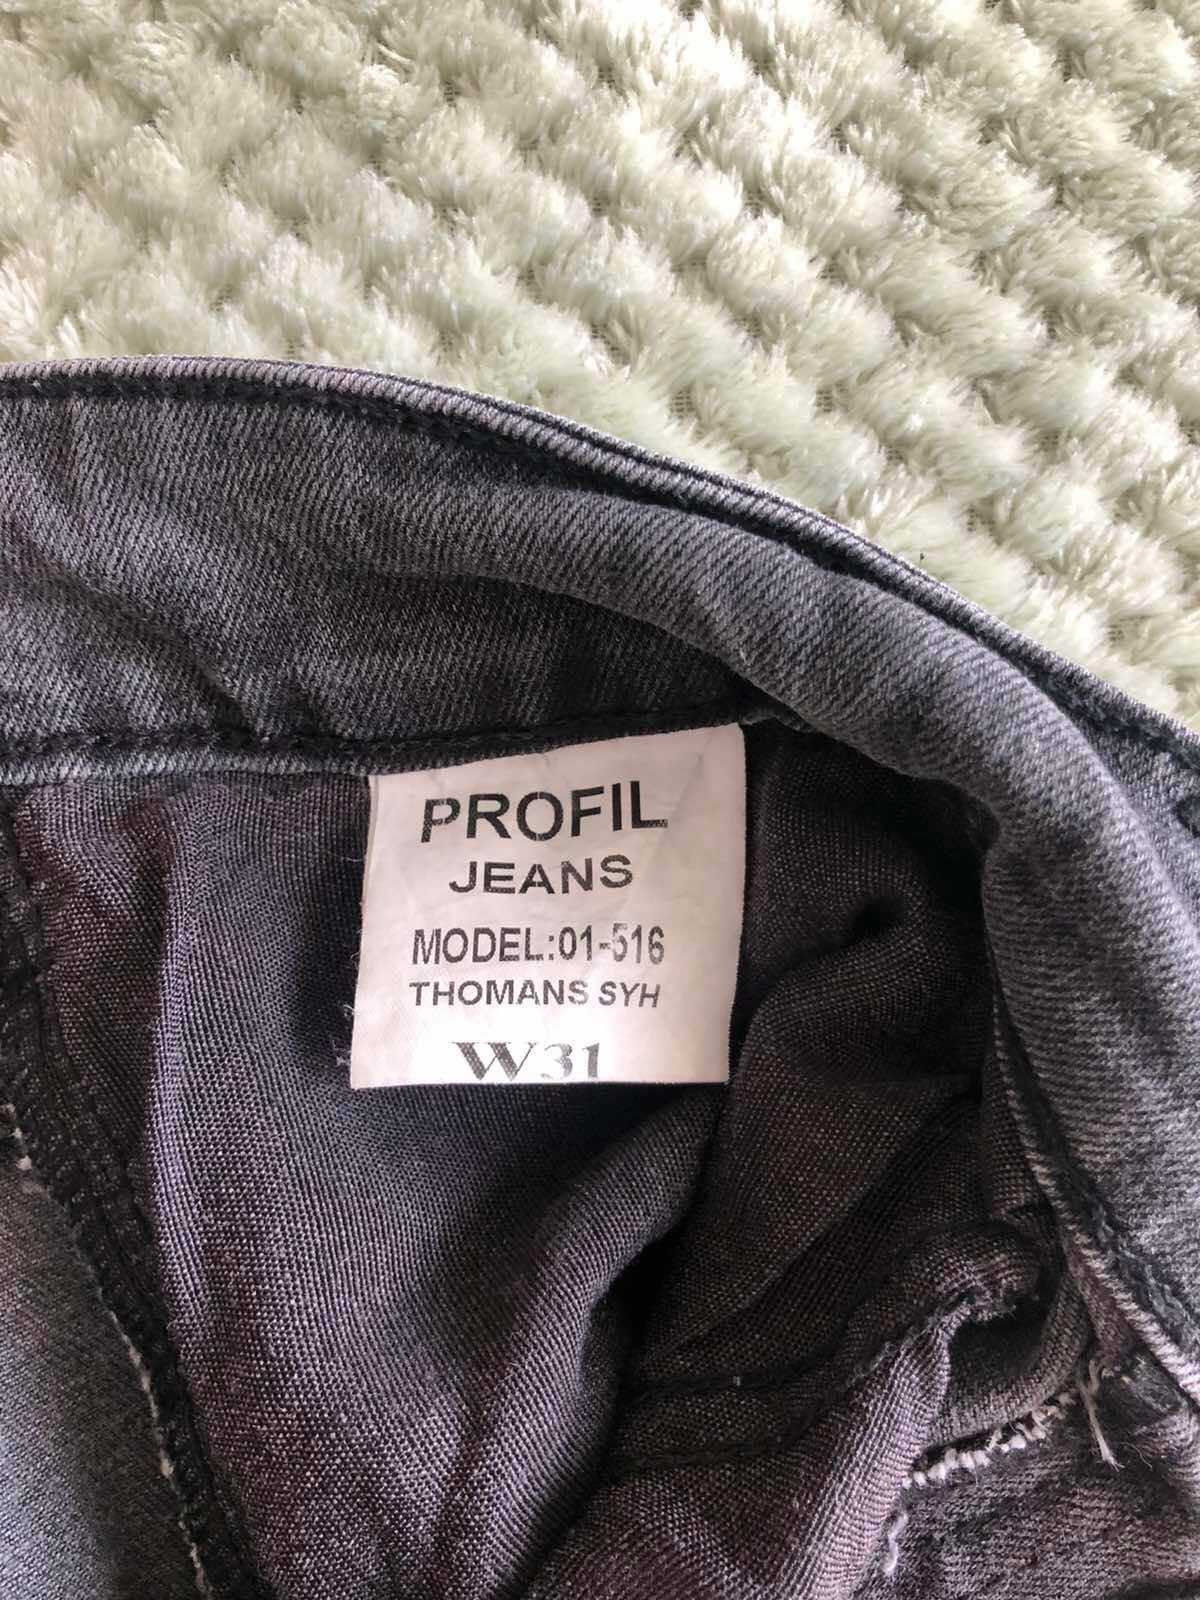 PROFIL
JEANS
MODEL:01-516
THOMANS SYH
W31